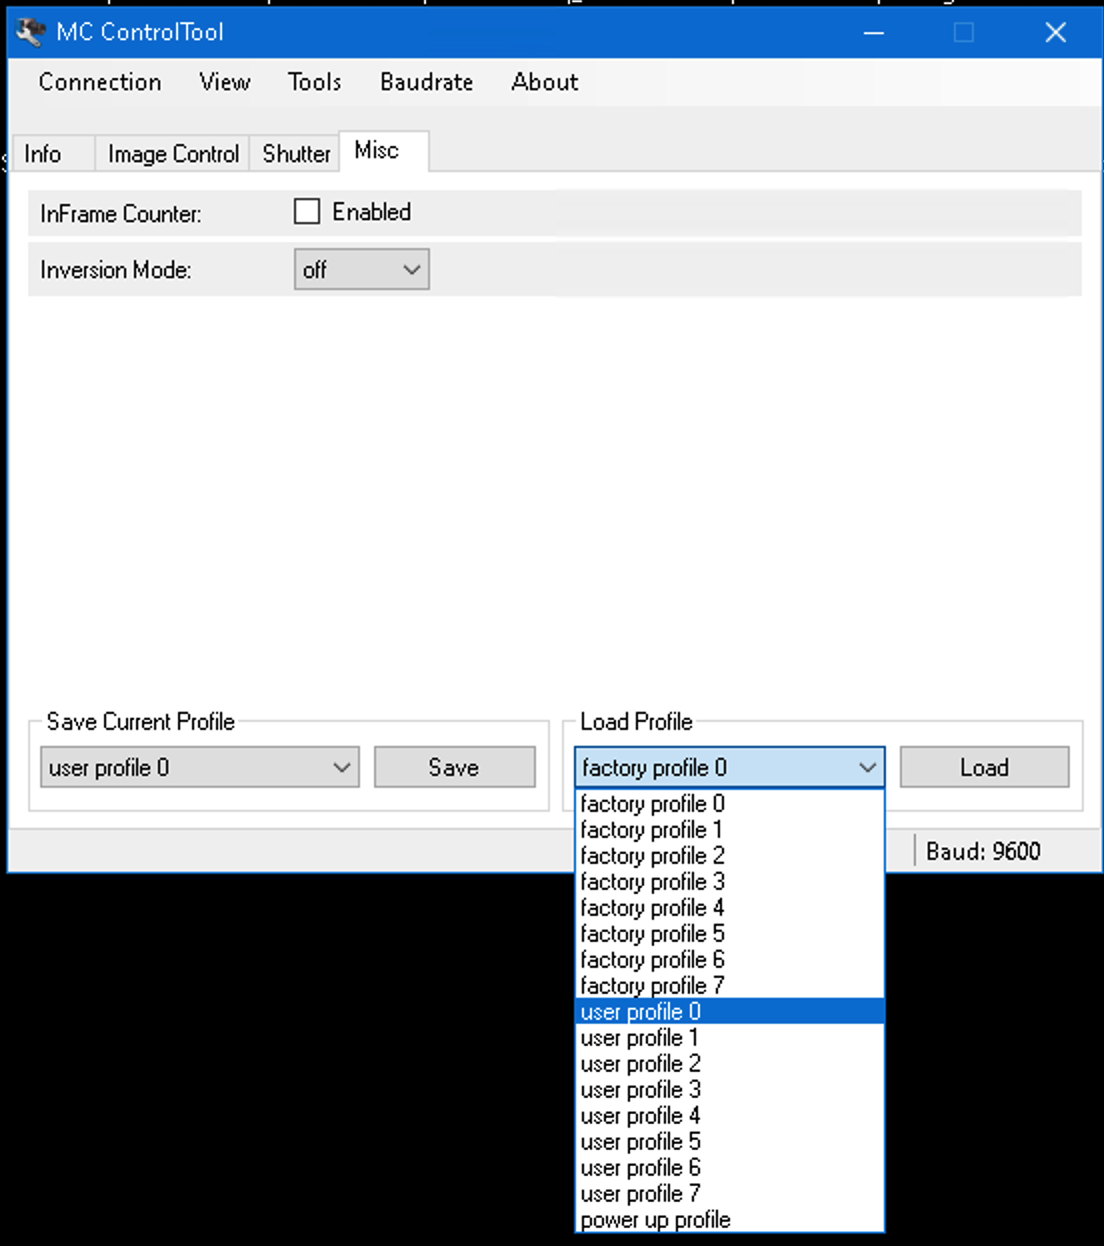 MC ControlTool
Connection View Tools Baudrate About
Info Image Control Shutter Misc
InFrame Counter: Enabled
Inversion Mode: off
Save Current Profile Load Profile
user profile 0 Save factory profile 0 Load
factory profile 0
factory profile 1
factory profile 2
Baud: 9600
factory profile 3
factory profile 4
factory profile 5
factory profile 6
factory profile 7
user profile 0
user profile 1
user profile 2
user profile 3
user profile 4
user profile 5
user profile 6
user profile 7
power up profile